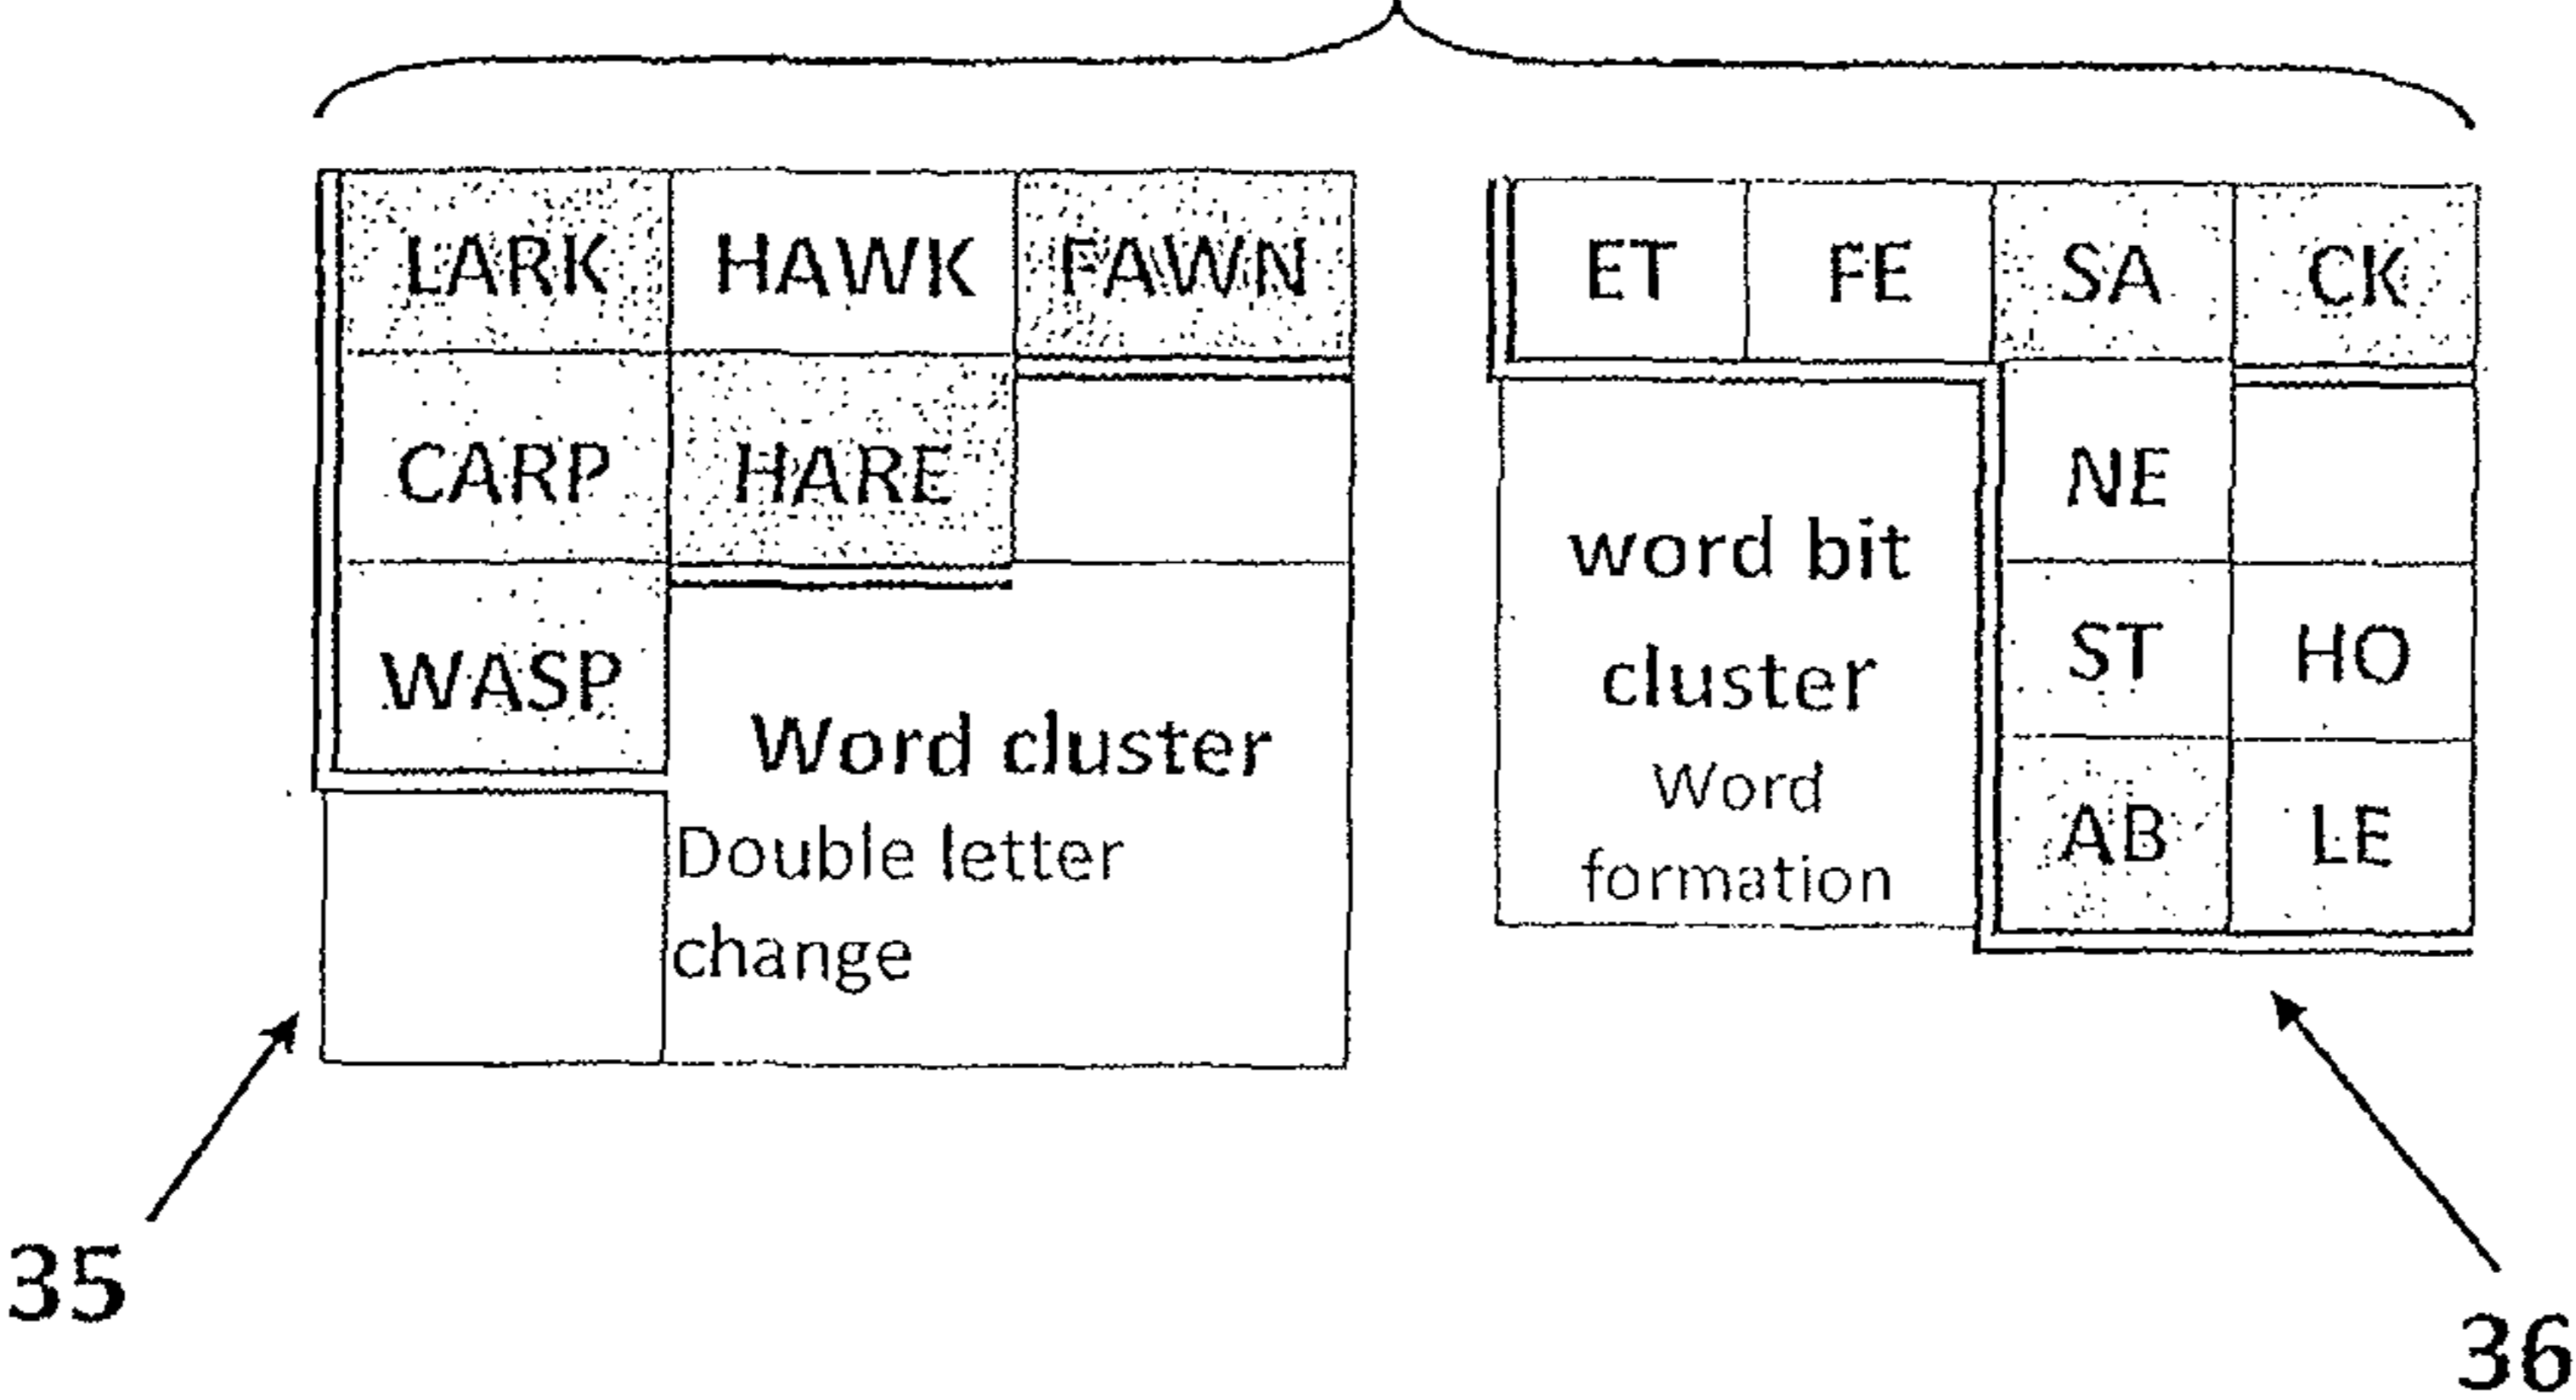 LARK HAWK FAWN
CARP HARE
WASP
Word cluster
Double letter
change
ET FE SA CK
NE
word bit
cluster
ST HO
Word
formation
AB LE
35
36